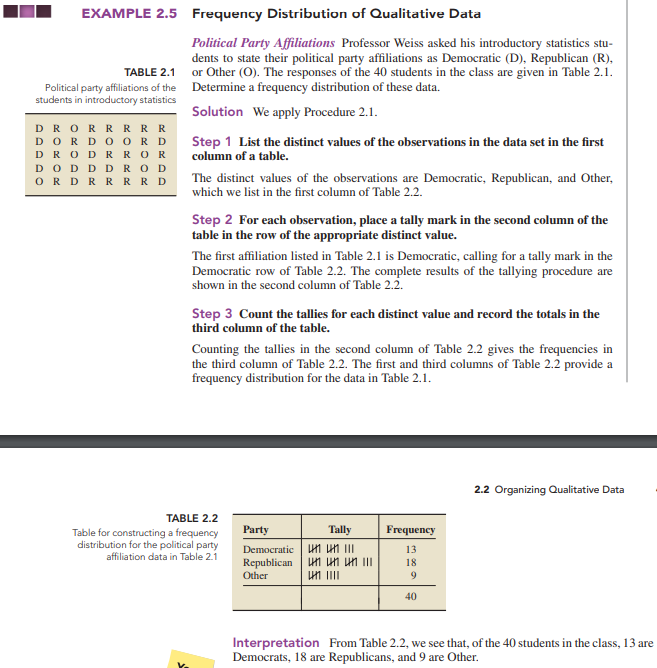 EXAMPLE 2.5 Frequency Distribution of Qualitative Data
Political Party Affiliations Professor Weiss asked his introductory statistics stu-
dents to state their political party affiliations as Democratic (D), Republican (R),
or Other (O). The responses of the 40 students in the class are given in Table 2.1.
Determine a frequency distribution of these data.
TABLE 2.1
Political party affiliations of the
students in introductory statistics
D R O R R R R R
D O R D O O R D
D R O D R R O R
D O D D D R O D
O R D R R R R D
Solution We apply Procedure 2.1.
Step 1 List the distinct values of the observations in the data set in the first
column of a table.
The distinct values of the observations are Democratic, Republican, and Other,
which we list in the first column of Table 2.2.
Step 2 For each observation, place a tally mark in the second column of the
table in the row of the appropriate distinct value.
The first affiliation listed in Table 2.1 is Democratic, calling for a tally mark in the
Democratic row of Table 2.2. The complete results of the tallying procedure are
shown in the second column of Table 2.2.
Step 3 Count the tallies for each distinct value and record the totals in the
third column of the table.
Counting the tallies in the second column of Table 2.2 gives the frequencies in
the third column of Table 2.2. The first and third columns of Table 2.2 provide a
frequency distribution for the data in Table 2.1.
2.2 Organizing Qualitative Data
TABLE 2.2
Table for constructing a frequency
distribution for the political party
affiliation data in Table 2.1
Party Tally Frequency
Democratic 13
Republican 18
Other 9
40
Interpretation From Table 2.2, we see that, of the 40 students in the class, 13 are
Democrats, 18 are Republicans, and 9 are Other.